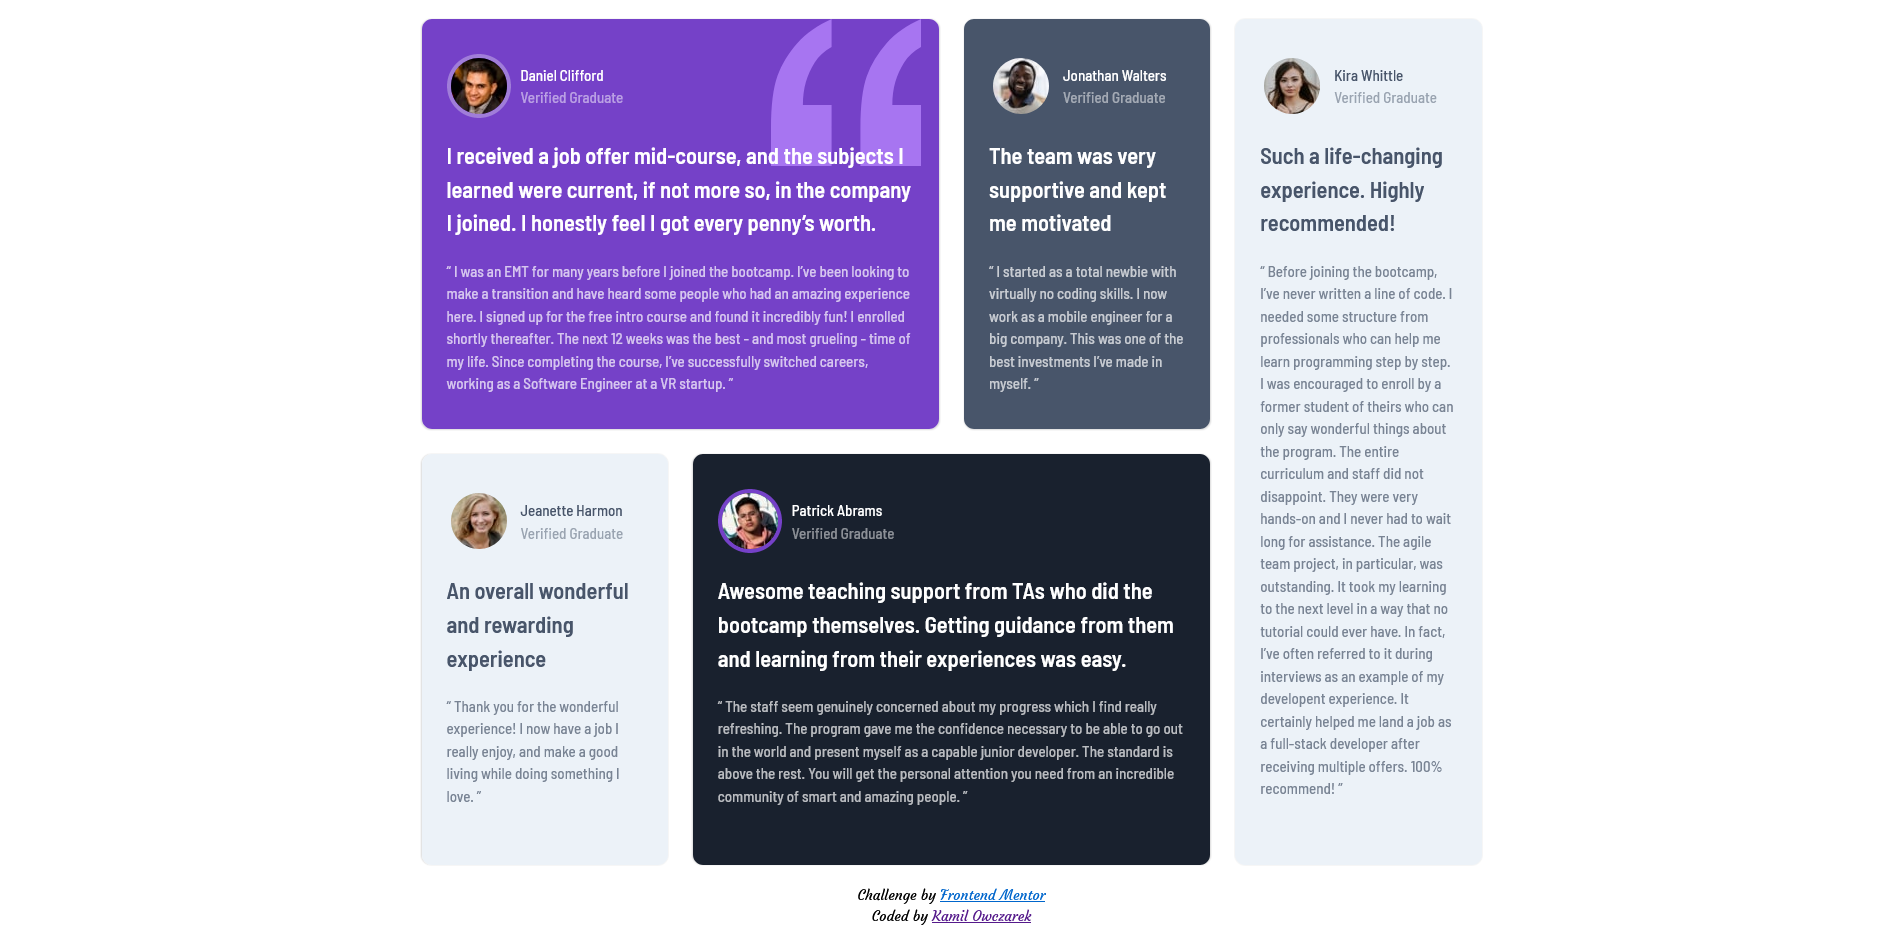 Daniel Clifford
Verified Graduate
I received a job offer mid-course, and the subjects I
learned were current, if not more so, in the company
I joined. I honestly feel I got every penny’s worth.
“ I was an EMT for many years before I joined the bootcamp. I’ve been looking to
make a transition and have heard some people who had an amazing experience
here. I signed up for the free intro course and found it incredibly fun! I enrolled
shortly thereafter. The next 12 weeks was the best - and most grueling - time of
my life. Since completing the course, I’ve successfully switched careers,
working as a Software Engineer at a VR startup. ”
Jonathan Walters
Verified Graduate
The team was very
supportive and kept
me motivated
“ I started as a total newbie with
virtually no coding skills. I now
work as a mobile engineer for a
big company. This was one of the
best investments I’ve made in
myself. ”
Kira Whittle
Verified Graduate
Such a life-changing
experience. Highly
recommended!
“ Before joining the bootcamp,
I’ve never written a line of code. I
needed some structure from
professionals who can help me
learn programming step by step.
I was encouraged to enroll by a
former student of theirs who can
only say wonderful things about
the program. The entire
curriculum and staff did not
disappoint. They were very
hands-on and I never had to wait
long for assistance. The agile
team project, in particular, was
outstanding. It took my learning
to the next level in a way that no
tutorial could ever have. In fact,
I’ve often referred to it during
interviews as an example of my
developent experience. It
certainly helped me land a job as
a full-stack developer after
receiving multiple offers. 100%
recommend! ”
Jeanette Harmon
Verified Graduate
An overall wonderful
and rewarding
experience
“ Thank you for the wonderful
experience! I now have a job I
really enjoy, and make a good
living while doing something I
love. ”
Patrick Abrams
Verified Graduate
Awesome teaching support from TAs who did the
bootcamp themselves. Getting guidance from them
and learning from their experiences was easy.
“ The staff seem genuinely concerned about my progress which I find really
refreshing. The program gave me the confidence necessary to be able to go out
in the world and present myself as a capable junior developer. The standard is
above the rest. You will get the personal attention you need from an incredible
community of smart and amazing people. ”
Challenge by Frontend Mentor
Coded by Kamil Owczarek